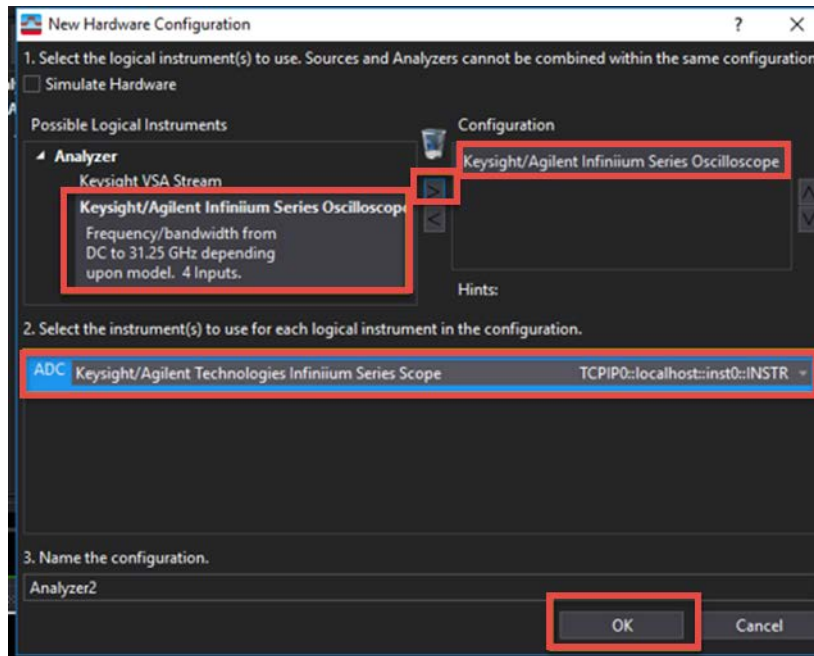 New Hardware Configuration
1. Select the logical instrument(s) to use. Sources and Analyzers cannot be combined within the same configuration
Simulate Hardware
Possible Logical Instruments
Configuration
Analyzer
Keysight VSA Stream
Keysight/Agilent Infiniium Series Oscilloscope
Frequency/bandwidth from
DC to 31.25 GHz depending
upon model. 4 Inputs.
>
<
Keysight/Agilent Infiniium Series Oscilloscope
Hints:
2. Select the instrument(s) to use for each logical instrument in the configuration.
ADC Keysight/Agilent Technologies Infiniium Series Scope TCPIP0::localhost::inst0::INSTR
3. Name the configuration.
Analyzer2
OK Cancel